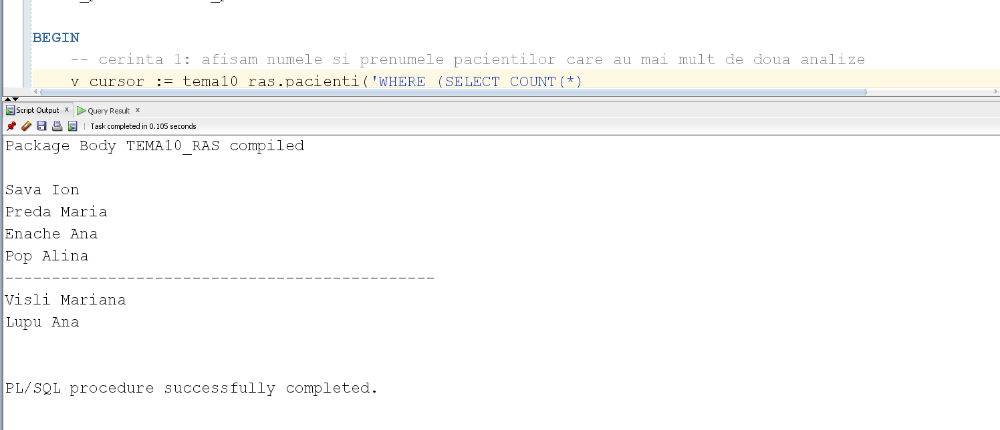 BEGIN
-- cerinta 1: afisam numele si prenumele pacientilor care au mai mult de doua analize
v_cursor := tema10_ras.pacienti('WHERE (SELECT COUNT(*)
Script Output x Query Result x
Task completed in 0.105 seconds
Package Body TEMA10_RAS compiled
Sava Ion
Preda Maria
Enache Ana
Pop Alina
----------------------------------------------
Visli Mariana
Lupu Ana
PL/SQL procedure successfully completed.